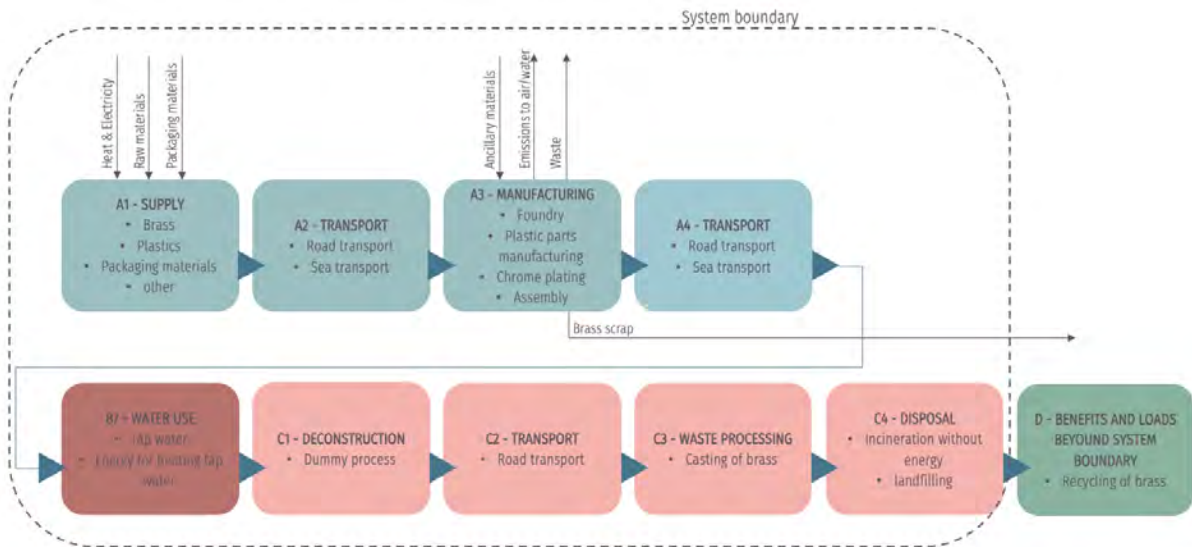 System boundary
Heat & Electricity
Raw materials
Packaging materials
Ancillary materials
Emissions to air/water
Waste
A1 - SUPPLY
▪ Brass
▪ Plastics
▪ Packaging materials
▪ other
A2 - TRANSPORT
▪ Road transport
▪ Sea transport
A3 - MANUFACTURING
▪ Foundry
▪ Plastic parts
manufacturing
▪ Chrome plating
▪ Assembly
A4 - TRANSPORT
▪ Road transport
▪ Sea transport
Brass scrap
B7 - WATER USE
▪ Tap water
▪ Energy for heating tap
water
C1 - DECONSTRUCTION
▪ Dummy process
C2 - TRANSPORT
▪ Road transport
C3 - WASTE PROCESSING
▪ Casting of brass
C4 - DISPOSAL
▪ Incineration without
energy
▪ landfilling
D - BENEFITS AND LOADS
BEYOUND SYSTEM
BOUNDARY
▪ Recycling of brass